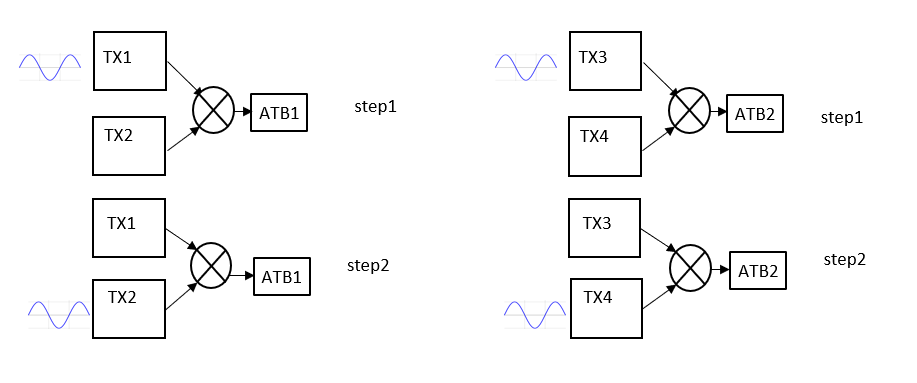 TX1
TX2
ATB1
step1
TX3
TX4
ATB2
step1
TX1
TX2
ATB1
step2
TX3
TX4
ATB2
step2